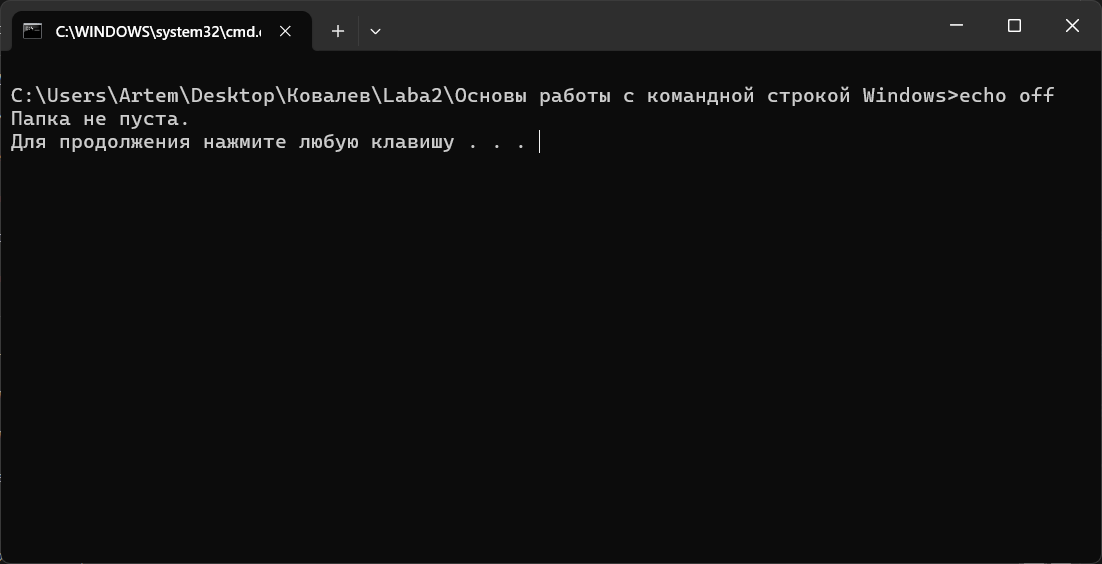 C:\WINDOWS\system32\cmd.e
C:\Users\Artem\Desktop\Ковалев\Laba2\Основы работы с командной строкой Windows>echo off
Папка не пуста.
Для продолжения нажмите любую клавишу . . .